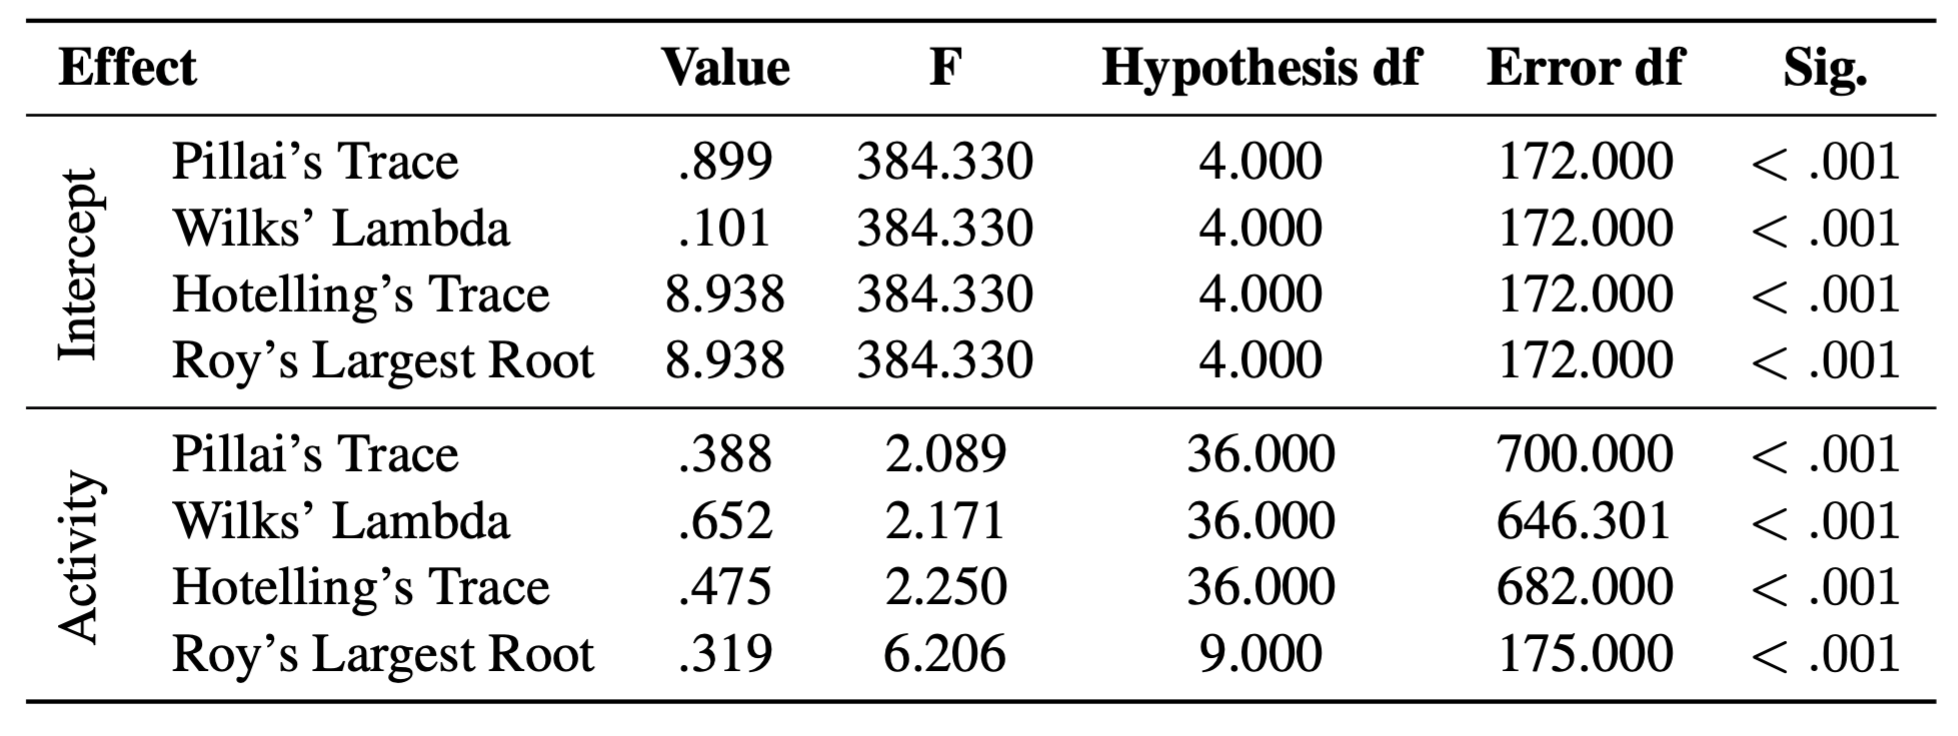 Effect Value F Hypothesis df Error df Sig.
Intercept
Pillai’s Trace .899 384.330 4.000 172.000 < .001
Wilks’ Lambda .101 384.330 4.000 172.000 < .001
Hotelling’s Trace 8.938 384.330 4.000 172.000 < .001
Roy’s Largest Root 8.938 384.330 4.000 172.000 < .001
Activity
Pillai’s Trace .388 2.089 36.000 700.000 < .001
Wilks’ Lambda .652 2.171 36.000 646.301 < .001
Hotelling’s Trace .475 2.250 36.000 682.000 < .001
Roy’s Largest Root .319 6.206 9.000 175.000 < .001